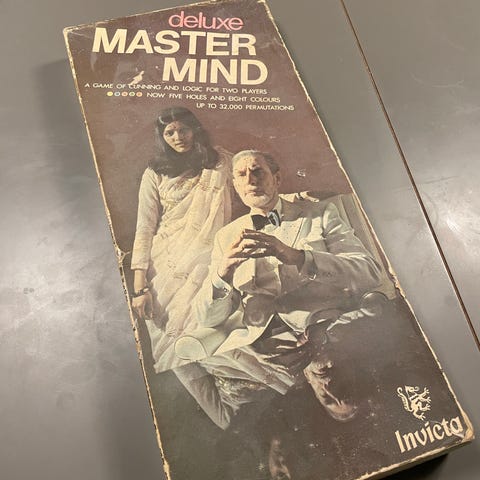 deluxe
MASTER
MIND
A GAME OF CUNNING AND LOGIC FOR TWO PLAYERS
NOW FIVE HOLES AND EIGHT COLOURS
UP TO 32,000 PERMUTATIONS
Invicta